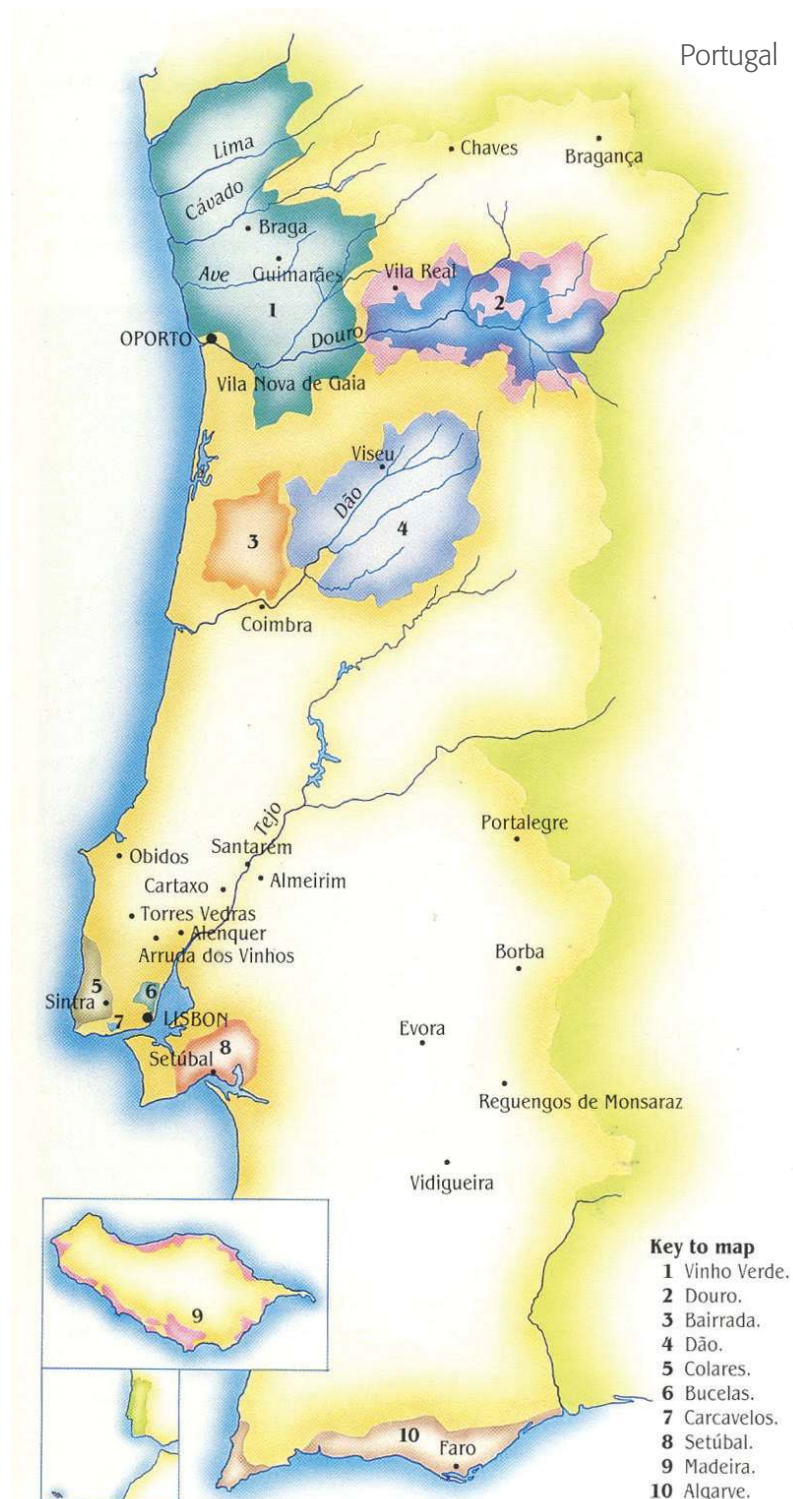 Portugal
Lima
Chaves
Bragança
Cávado
Braga
Ave
Guimarães
Vila Real
1
2
OPORTO
Douro
Vila Nova de Gaia
Viseu
Dão
3
4
Coimbra
Tejo
Portalegre
Obidos
Santarém
Cartaxo
Almeirim
Torres Vedras
Alenquer
Arruda dos Vinhos
Borba
5
6
Sintra
7
LISBON
Evora
8
Setúbal
Reguengos de Monsaraz
Vidigueira
9
10
Faro
Key to map
1 Vinho Verde.
2 Douro.
3 Bairrada.
4 Dão.
5 Colares.
6 Bucelas.
7 Carcavelos.
8 Setúbal.
9 Madeira.
10 Algarve.